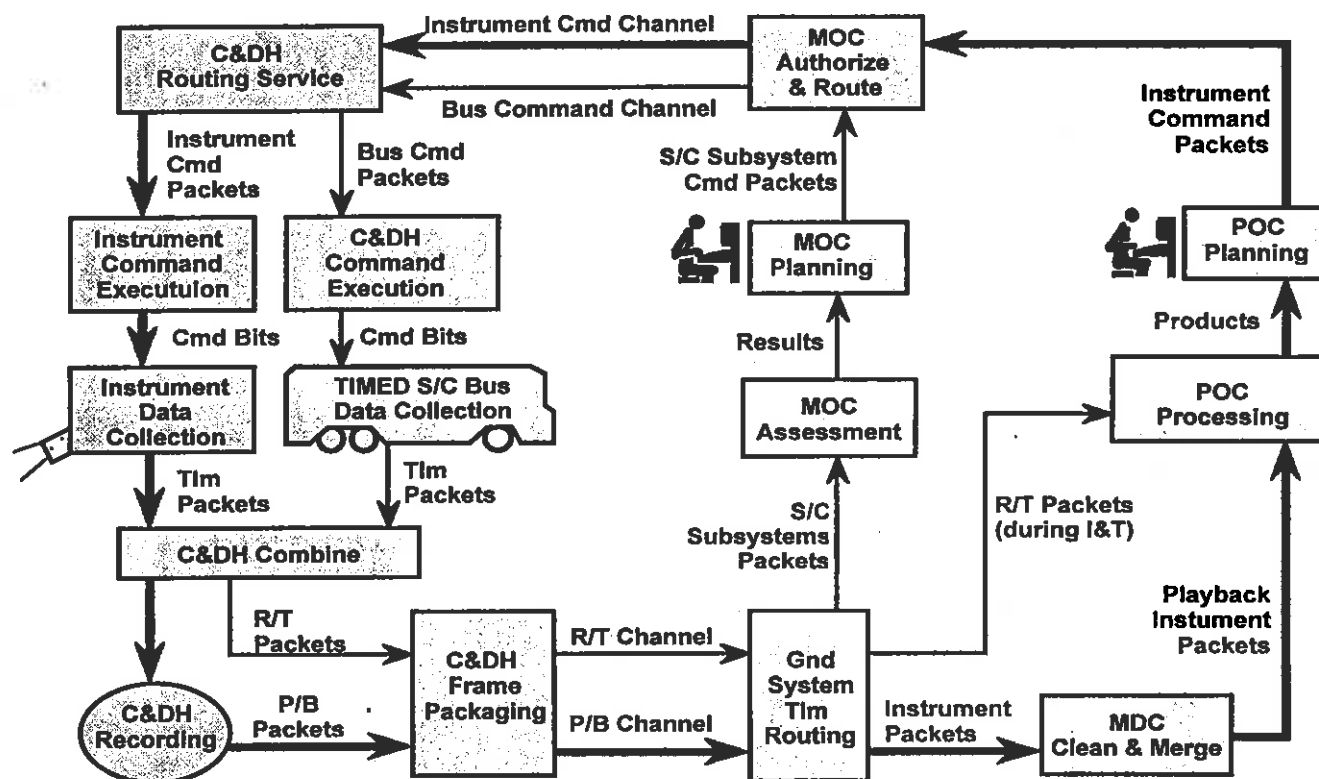 Instrument Cmd Channel
C&DH
Routing Service
MOC
Authorize
& Route
Bus Command Channel
Instrument
Command
Packets
Instrument
Cmd
Packets
Bus Cmd
Packets
S/C Subsystem
Cmd Packets
Instrument
Command
Executuion
C&DH
Command
Execution
MOC
Planning
POC
Planning
Cmd Bits
Cmd Bits
Results
Products
Instrument
Data
Collection
TIMED S/C Bus
Data Collection
MOC
Assessment
POC
Processing
Tlm
Packets
Tlm
Packets
S/C
Subsystems
Packets
R/T Packets
(during I&T)
C&DH Combine
Playback
Instument
Packets
R/T
Packets
C&DH
Frame
Packaging
R/T Channel
Gnd
System
Tlm
Routing
C&DH
Recording
P/B
Packets
P/B Channel
Instrument
Packets
MDC
Clean & Merge